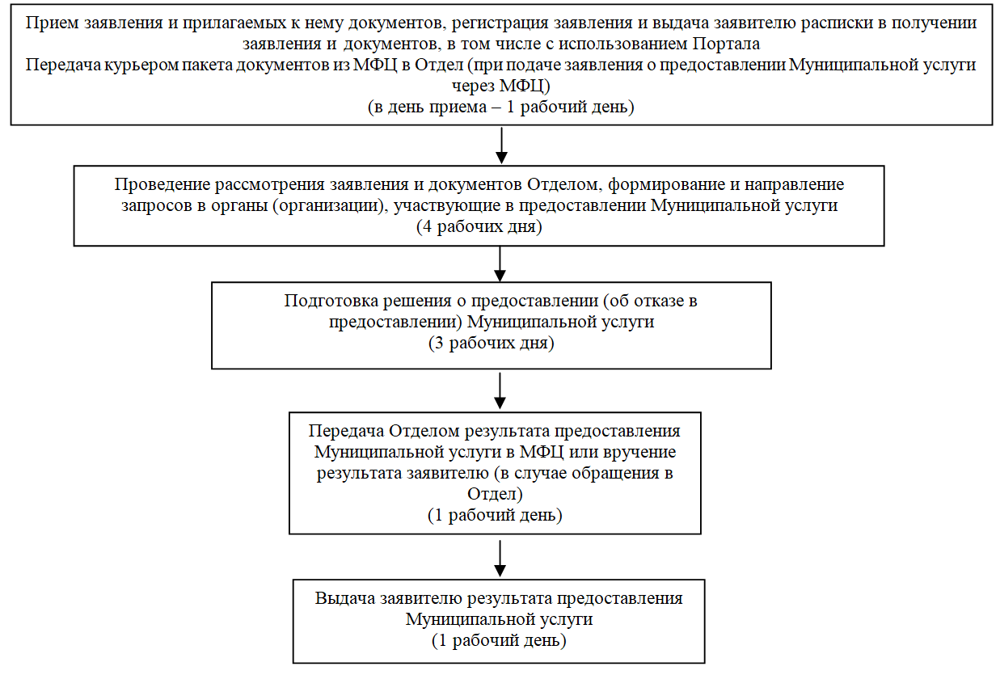 Прием заявления и прилагаемых к нему документов, регистрация заявления и выдача заявителю расписки в получении
заявления и документов, в том числе с использованием Портала
Передача курьером пакета документов из МФЦ в Отдел (при подаче заявления о предоставлении Муниципальной услуги
через МФЦ)
(в день приема – 1 рабочий день)
Проведение рассмотрения заявления и документов Отделом, формирование и направление
запросов в органы (организации), участвующие в предоставлении Муниципальной услуги
(4 рабочих дня)
Подготовка решения о предоставлении (об отказе в
предоставлении) Муниципальной услуги
(3 рабочих дня)
Передача Отделом результата предоставления
Муниципальной услуги в МФЦ или вручение
результата заявителю (в случае обращения в
Отдел)
(1 рабочий день)
Выдача заявителю результата предоставления
Муниципальной услуги
(1 рабочий день)